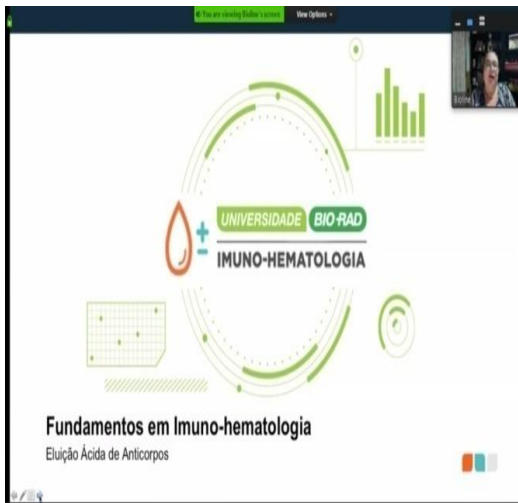 You are viewing Bioline's screen
View Options
Bioline
UNIVERSIDADE BIO-RAD
IMUNO-HEMATOLOGIA
Fundamentos em Imuno-hematologia
Eluição Ácida de Anticorpos